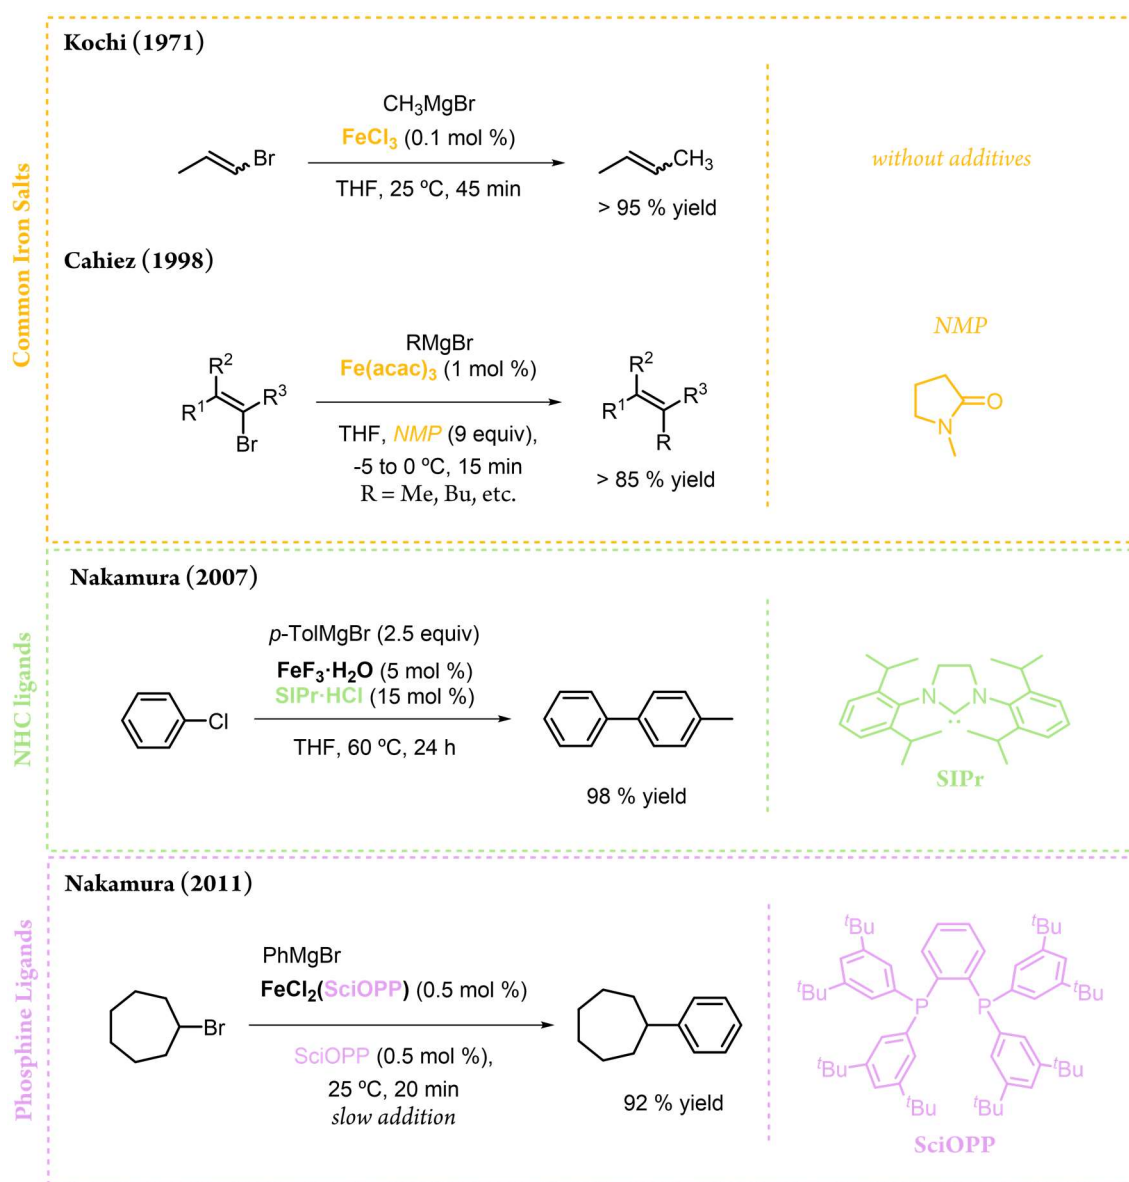 Common Iron Salts
Kochi (1971)
CH₃MgBr
FeCl₃ (0.1 mol %)
Br
THF, 25 ºC, 45 min
CH₃
> 95 % yield
without additives
Cahiez (1998)
RMgBr
Fe(acac)₃ (1 mol %)
R²
R¹
R³
Br
THF, NMP (9 equiv),
-5 to 0 ºC, 15 min
R = Me, Bu, etc.
R²
R¹
R³
R
> 85 % yield
NMP
O
N
NHC ligands
Nakamura (2007)
p-TolMgBr (2.5 equiv)
FeF₃·H₂O (5 mol %)
SIPr·HCl (15 mol %)
Cl
THF, 60 ºC, 24 h
98 % yield
N
N
SIPr
Phosphine Ligands
Nakamura (2011)
PhMgBr
FeCl₂(SciOPP) (0.5 mol %)
Br
SciOPP (0.5 mol %),
25 ºC, 20 min
slow addition
92 % yield
ᵗBu
ᵗBu
ᵗBu
ᵗBu
P
P
ᵗBu
ᵗBu
ᵗBu
ᵗBu
SciOPP